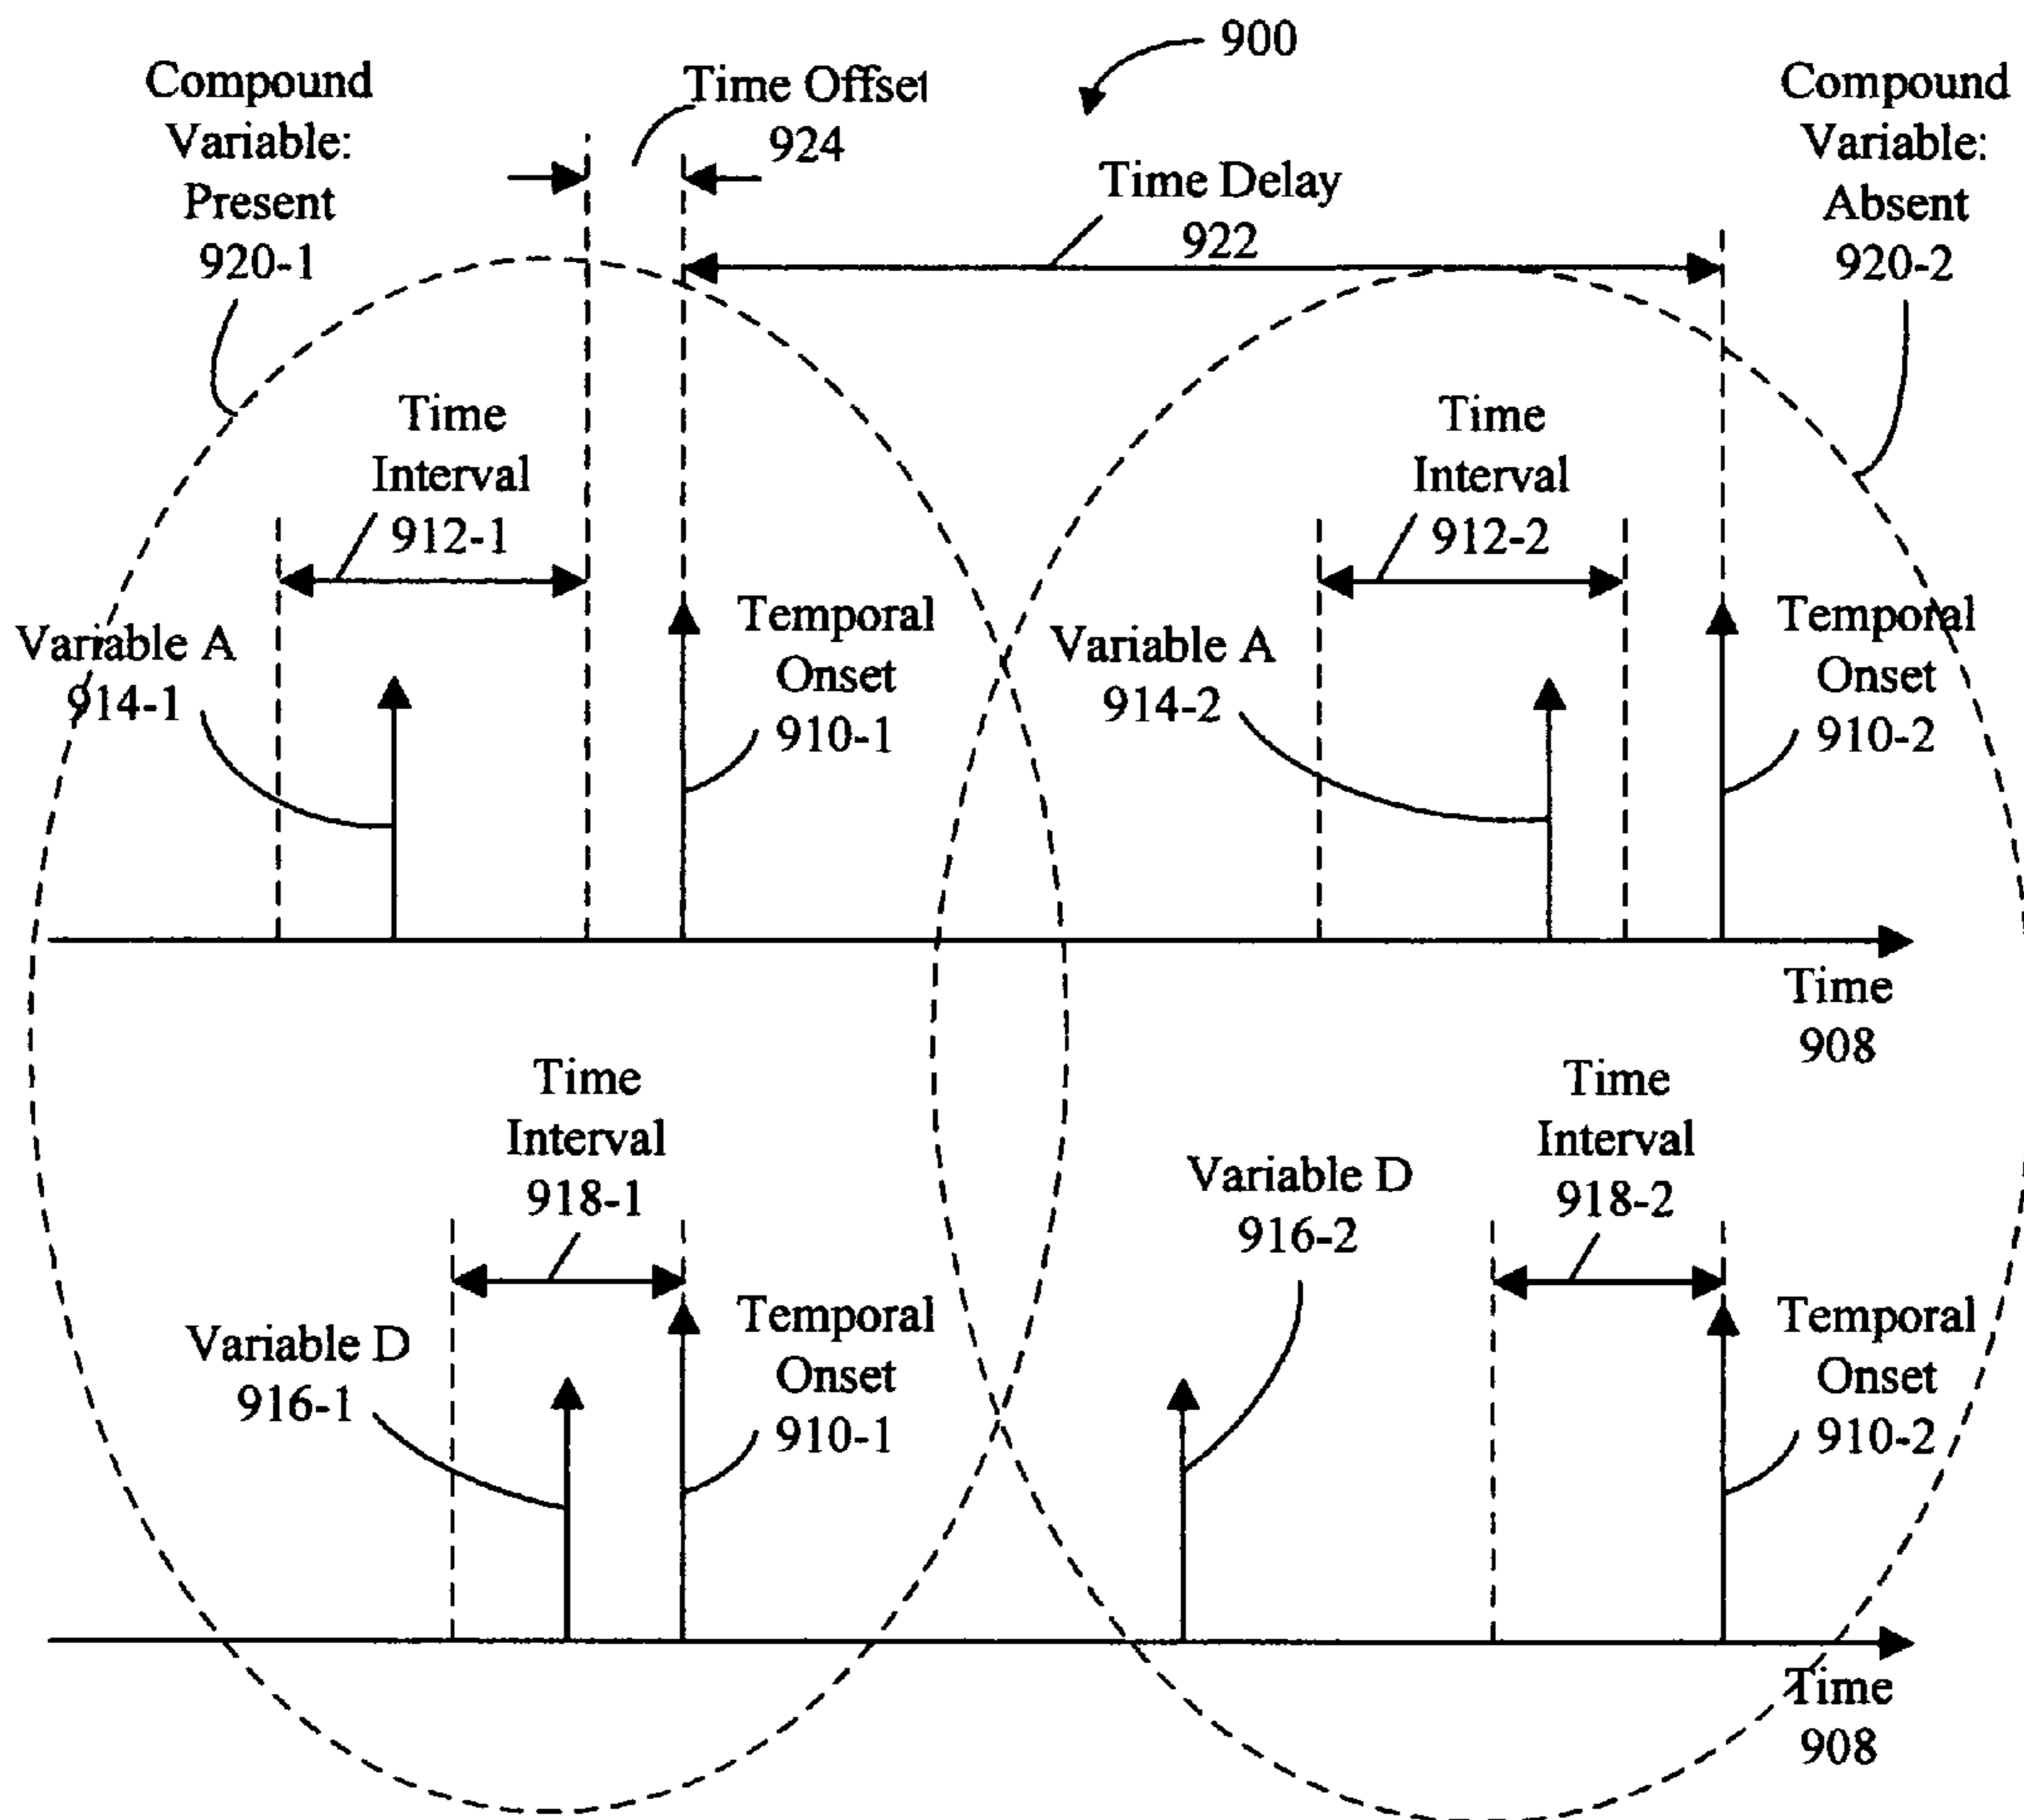 900
Compound
Variable:
Present
920-1
Time Offset
924
Time Delay
922
Compound
Variable:
Absent
920-2
Time
Interval
912-1
Time
Interval
912-2
Variable A
914-1
Temporal
Onset
910-1
Variable A
914-2
Temporal
Onset
910-2
Time
908
Time
Interval
918-1
Variable D
916-2
Time
Interval
918-2
Variable D
916-1
Temporal
Onset
910-1
Temporal
Onset
910-2
Time
908